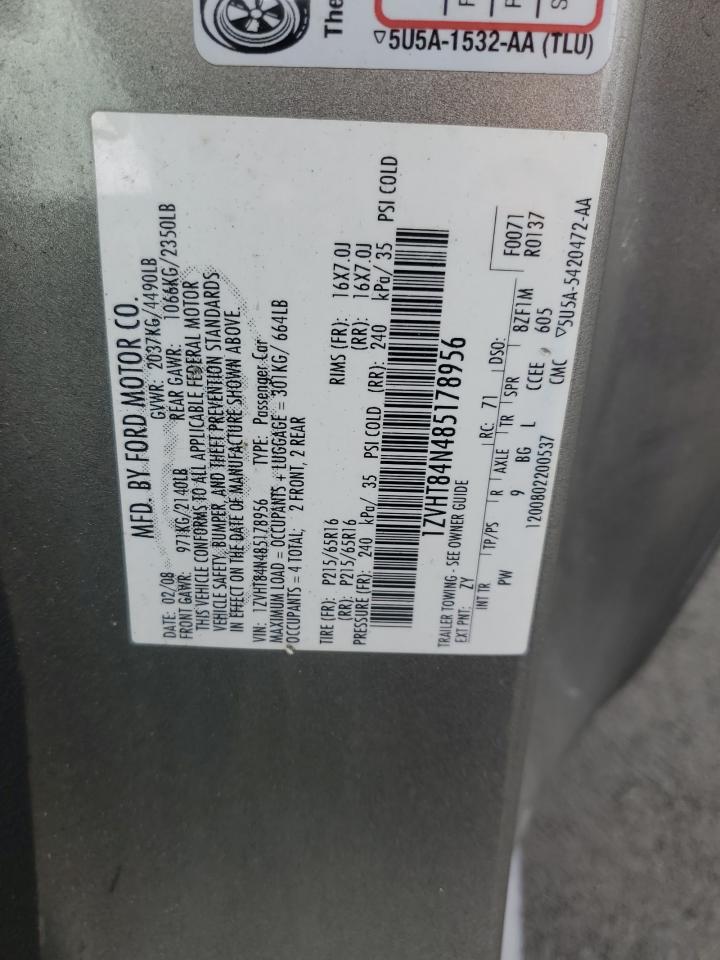 The
F
F
S
▽5U5A-1532-AA (TLU)
MFD. BY FORD MOTOR CO.
DATE: 02/08 GVWR: 2037KG/4490LB
FRONT GAWR: 971KG/2140LB REAR GAWR: 1066KG/2350LB
THIS VEHICLE CONFORMS TO ALL APPLICABLE FEDERAL MOTOR
VEHICLE SAFETY, BUMPER, AND THEFT PREVENTION STANDARDS
IN EFFECT ON THE DATE OF MANUFACTURE SHOWN ABOVE.
VIN: 1ZVHT84N485178956 TYPE: Passenger Car
MAXIMUM LOAD = OCCUPANTS + LUGGAGE = 301KG/ 664LB
OCCUPANTS = 4 TOTAL; 2 FRONT, 2 REAR
TIRE (FR): P215/65R16 RIMS (FR): 16X7.0J
(RR): P215/65R16 (RR): 16X7.0J
PRESSURE (FR): 240 kPa/ 35 PSI COLD (RR): 240 kPa/ 35 PSI COLD
1ZVHT84N485178956
TRAILER TOWING - SEE OWNER GUIDE
EXT PNT: ZY RC: 71 DSO: F0071
R0137
INT TR TP/PS R AXLE TR SPR 8ZF1M
PW 9 BG L CCEE 605
1200802200537 CMC ▽5U5A-5420472-AA